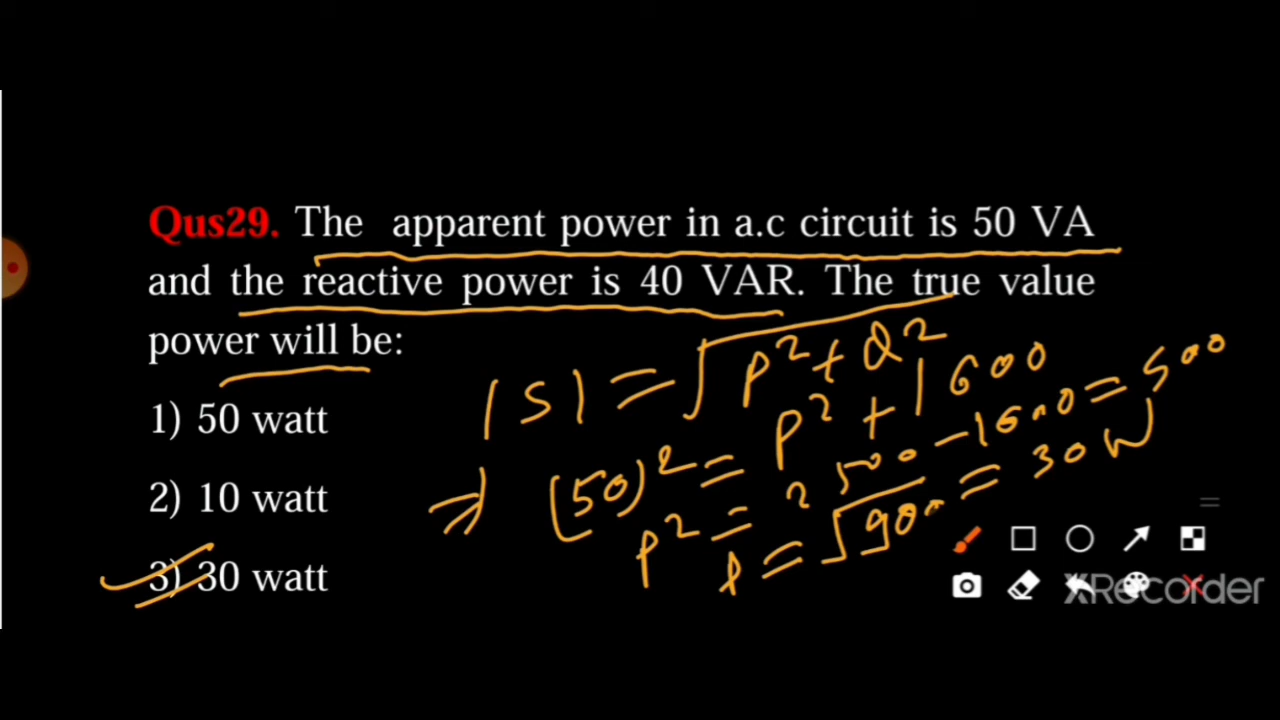 Qus29. The apparent power in a.c circuit is 50 VA
and the reactive power is 40 VAR. The true value
power will be:
|S| = √P² + Q²
1) 50 watt
⇒ (50)² = P² + 1600
P² = 2500 - 1600 = 500
2) 10 watt
P = √900 = 30 W
3) 30 watt
XRecorder